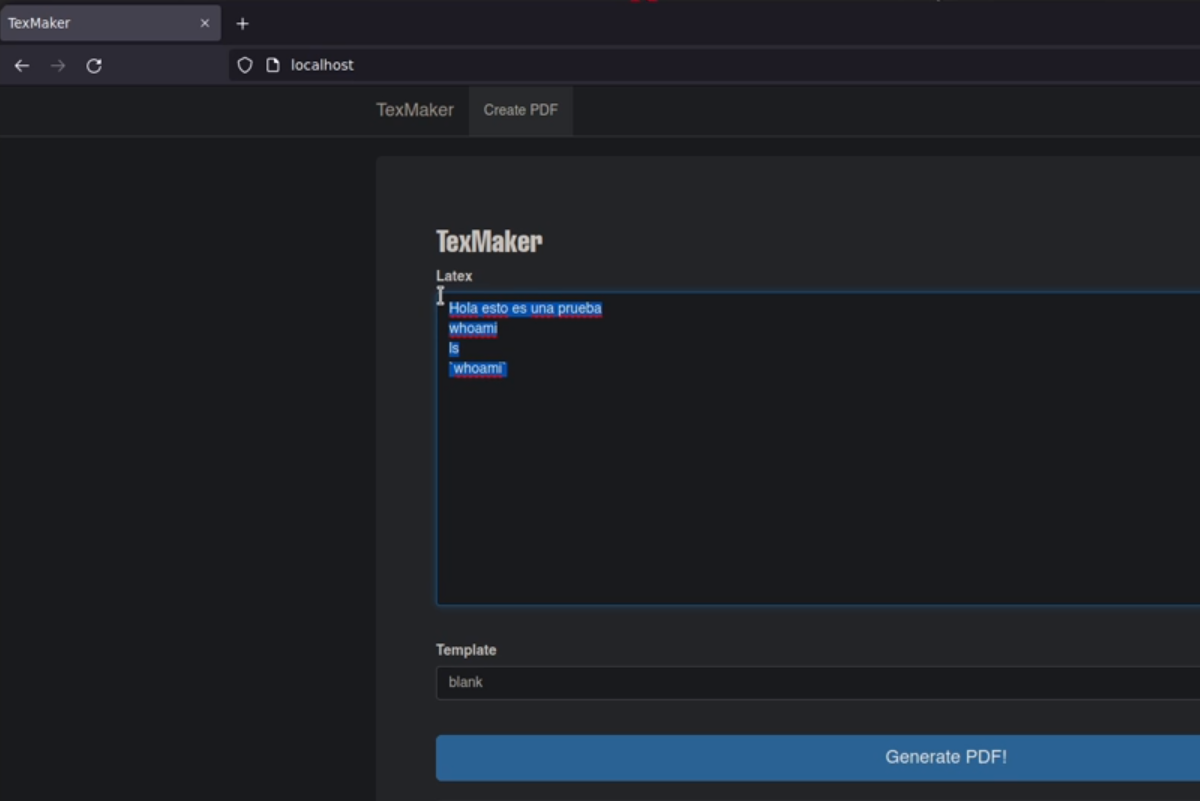 TexMaker
localhost
TexMaker Create PDF
TexMaker
Latex
Hola esto es una prueba
whoami
ls
`whoami`
Template
blank
Generate PDF!